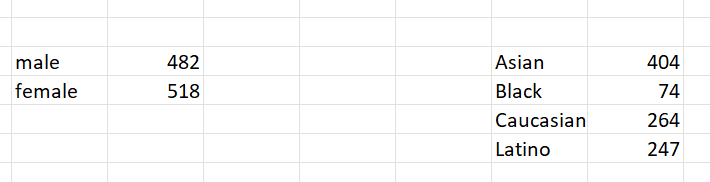 male 482 Asian 404
female 518 Black 74
Caucasian 264
Latino 247